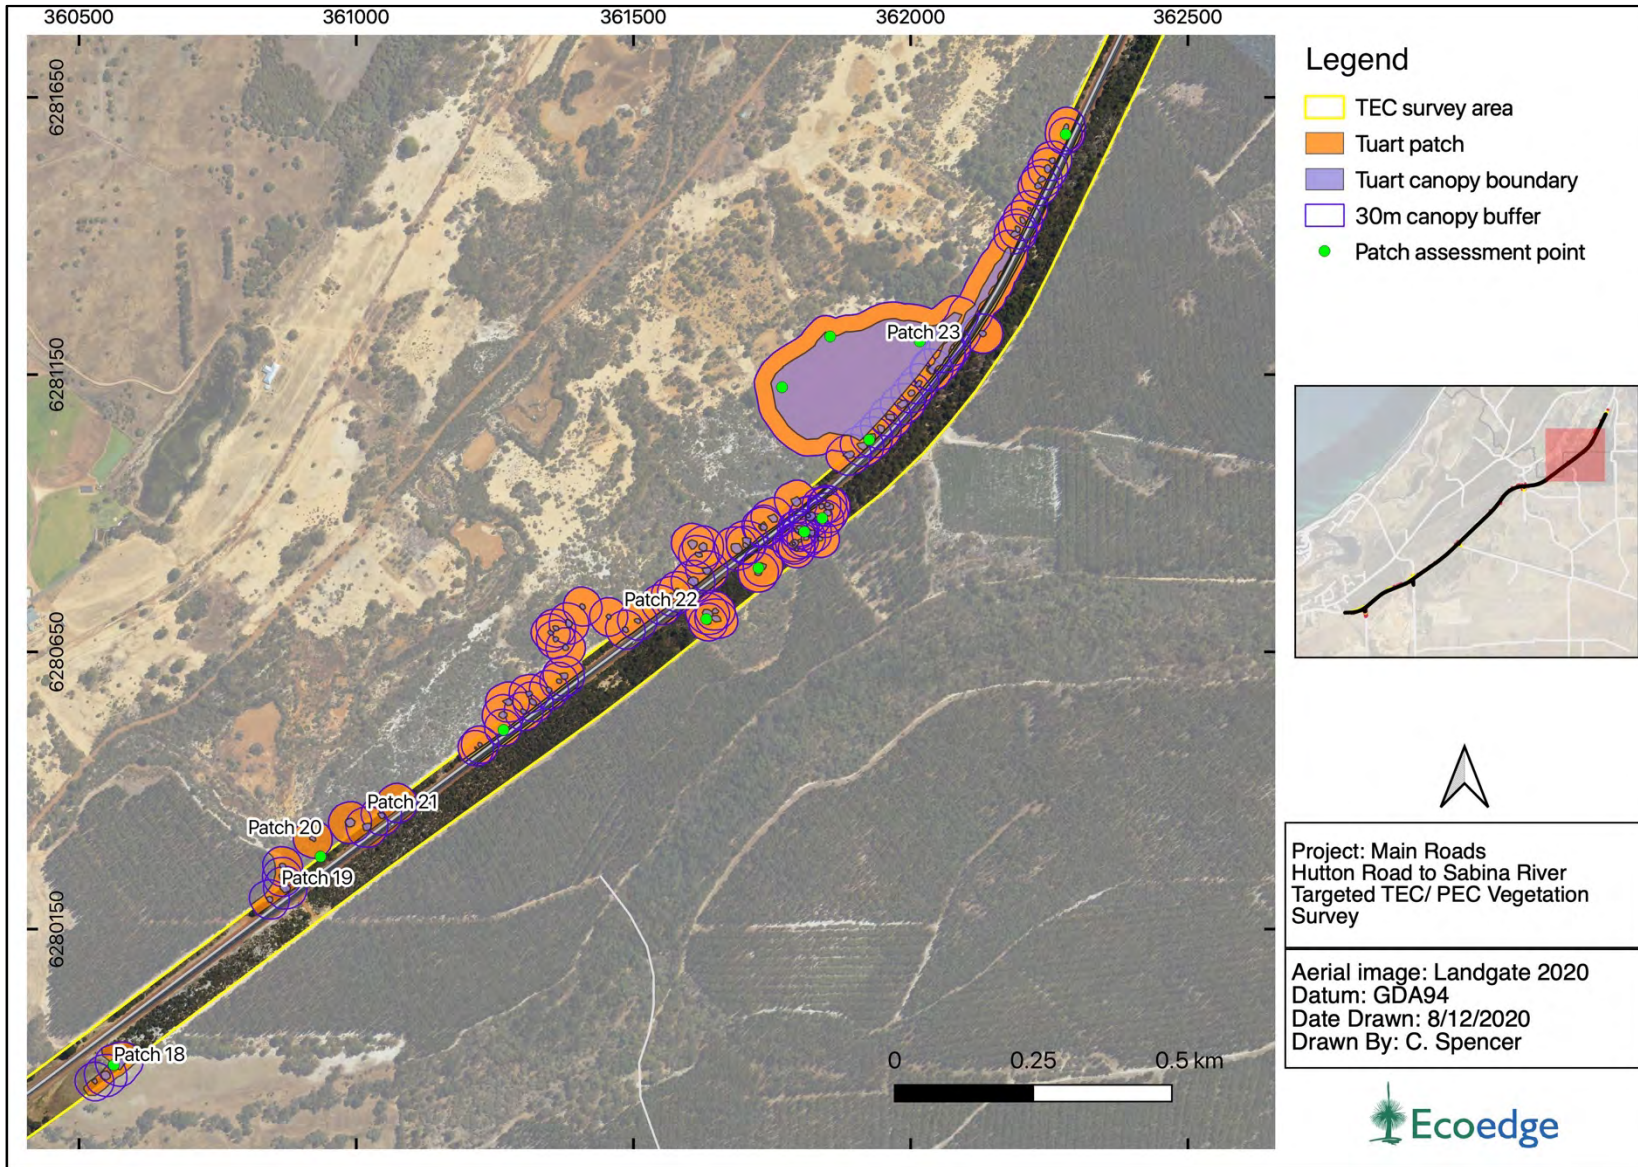 360500
361000
361500
362000
362500
6281650
6281150
6280650
6280150
Patch 23
Patch 22
Patch 21
Patch 20
Patch 19
Patch 18
0
0.25
0.5 km
Legend
TEC survey area
Tuart patch
Tuart canopy boundary
30m canopy buffer
Patch assessment point
Project: Main Roads
Hutton Road to Sabina River
Targeted TEC/ PEC Vegetation
Survey
Aerial image: Landgate 2020
Datum: GDA94
Date Drawn: 8/12/2020
Drawn By: C. Spencer
Ecoedge